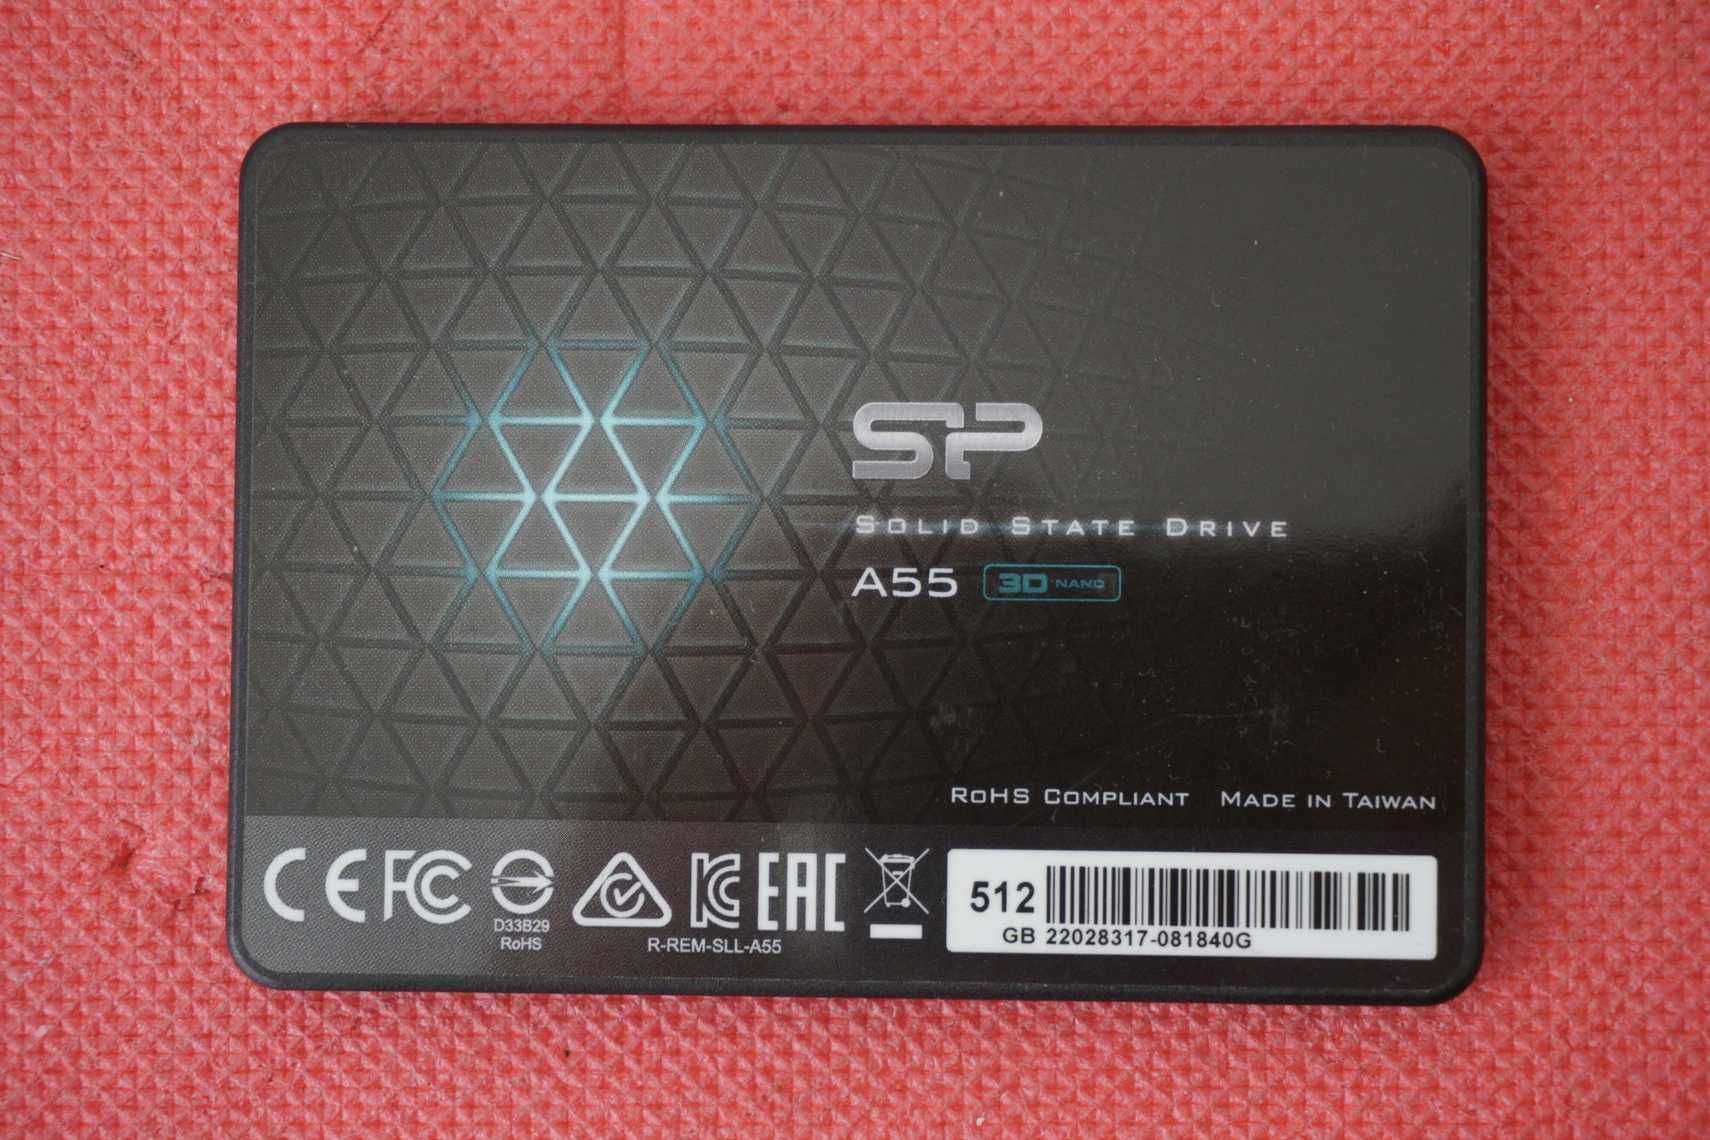 SP
SOLID STATE DRIVE
A55 3D NAND
ROHS COMPLIANT MADE IN TAIWAN
CE FC KC EAC
D33B29
RoHS
R-REM-SLL-A55
512
GB 22028317-081840G